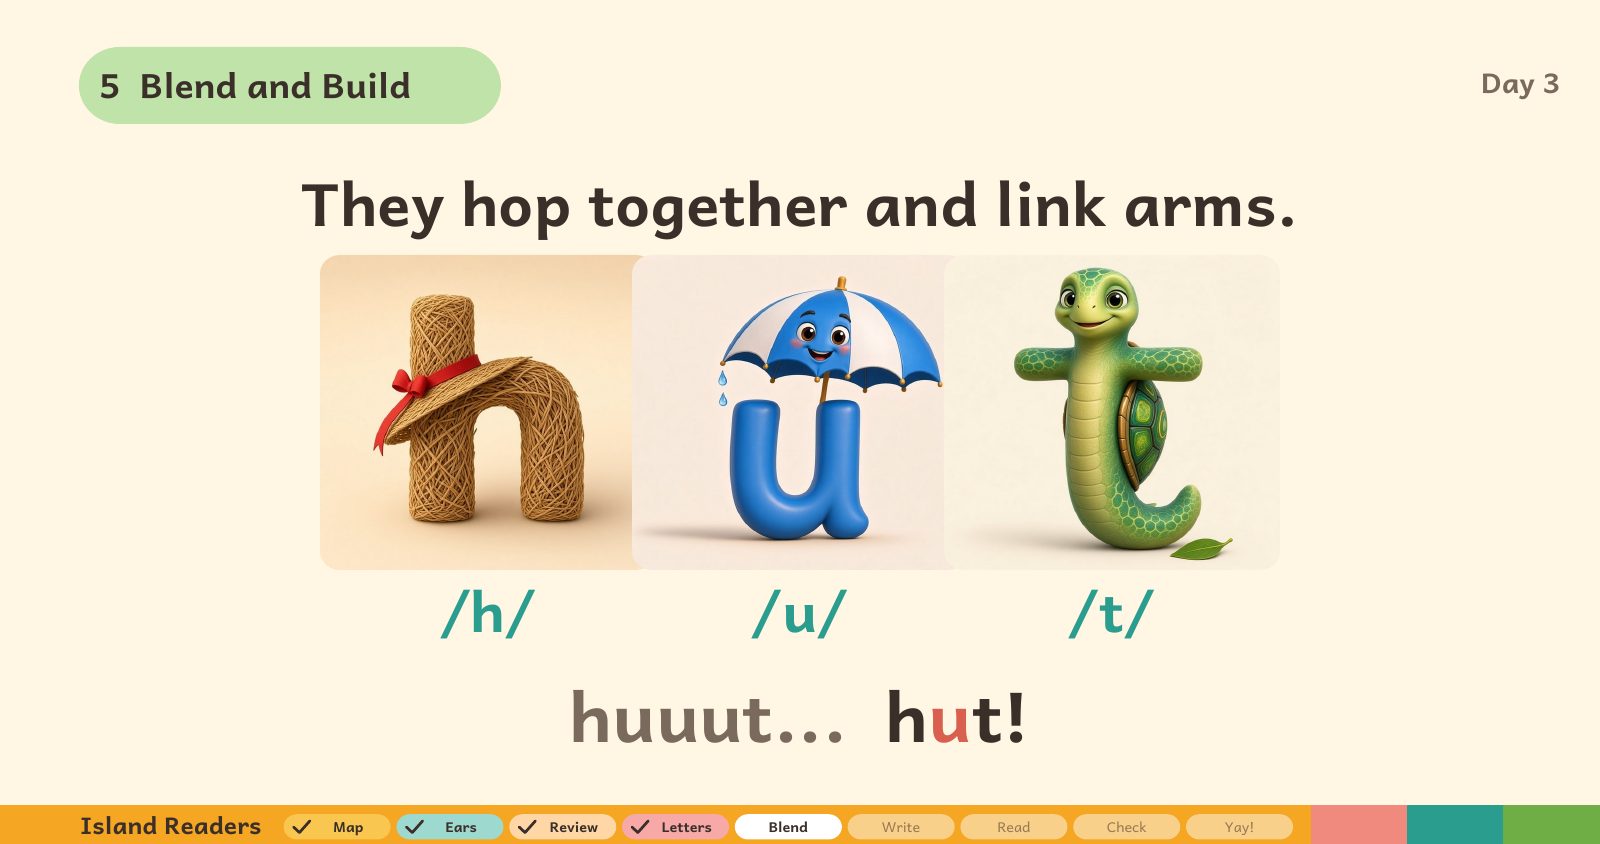 5 Blend and Build
Day 3
They hop together and link arms.
h u t
/h/ /u/ /t/
huuut... hut!
Island Readers Map Ears Review Letters Blend Write Read Check Yay!